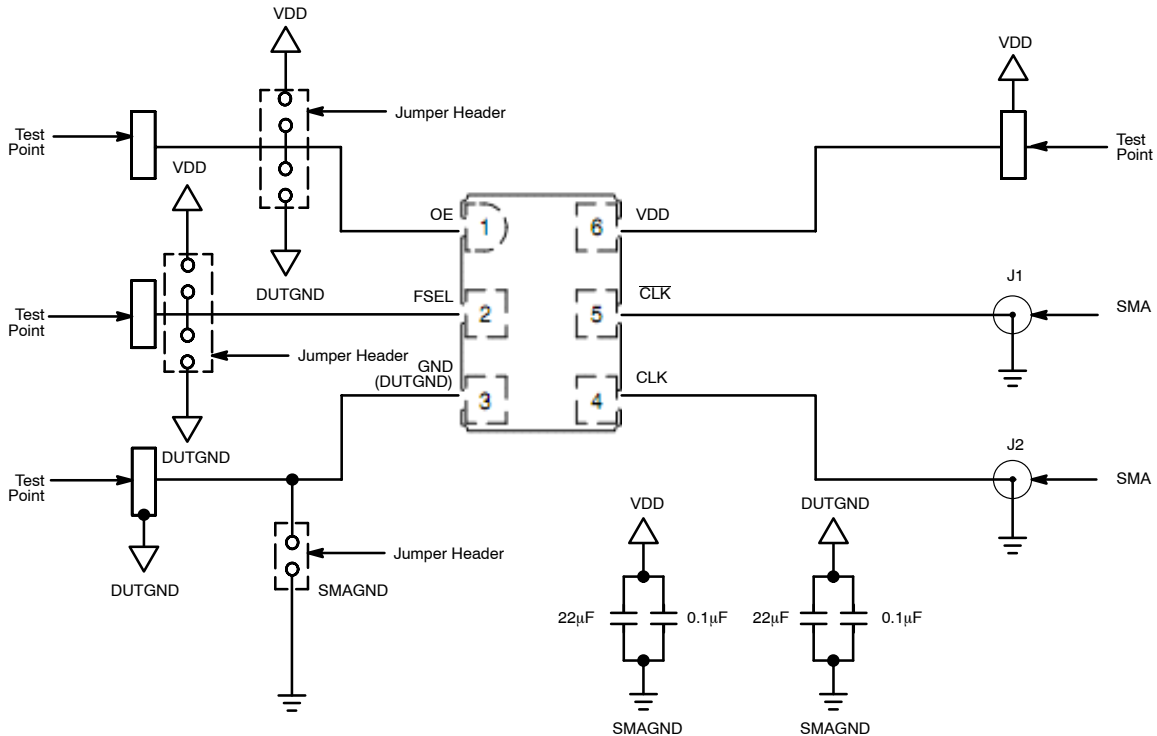 VDD
Jumper Header
Test
Point
VDD
DUTGND
OE
VDD
Test
Point
1
6
VDD
FSEL
2
5
CLK
J1
SMA
Test
Point
Jumper Header
GND
(DUTGND)
DUTGND
3
4
CLK
J2
SMA
Test
Point
DUTGND
Jumper Header
SMAGND
VDD
22μF
0.1μF
SMAGND
DUTGND
22μF
0.1μF
SMAGND